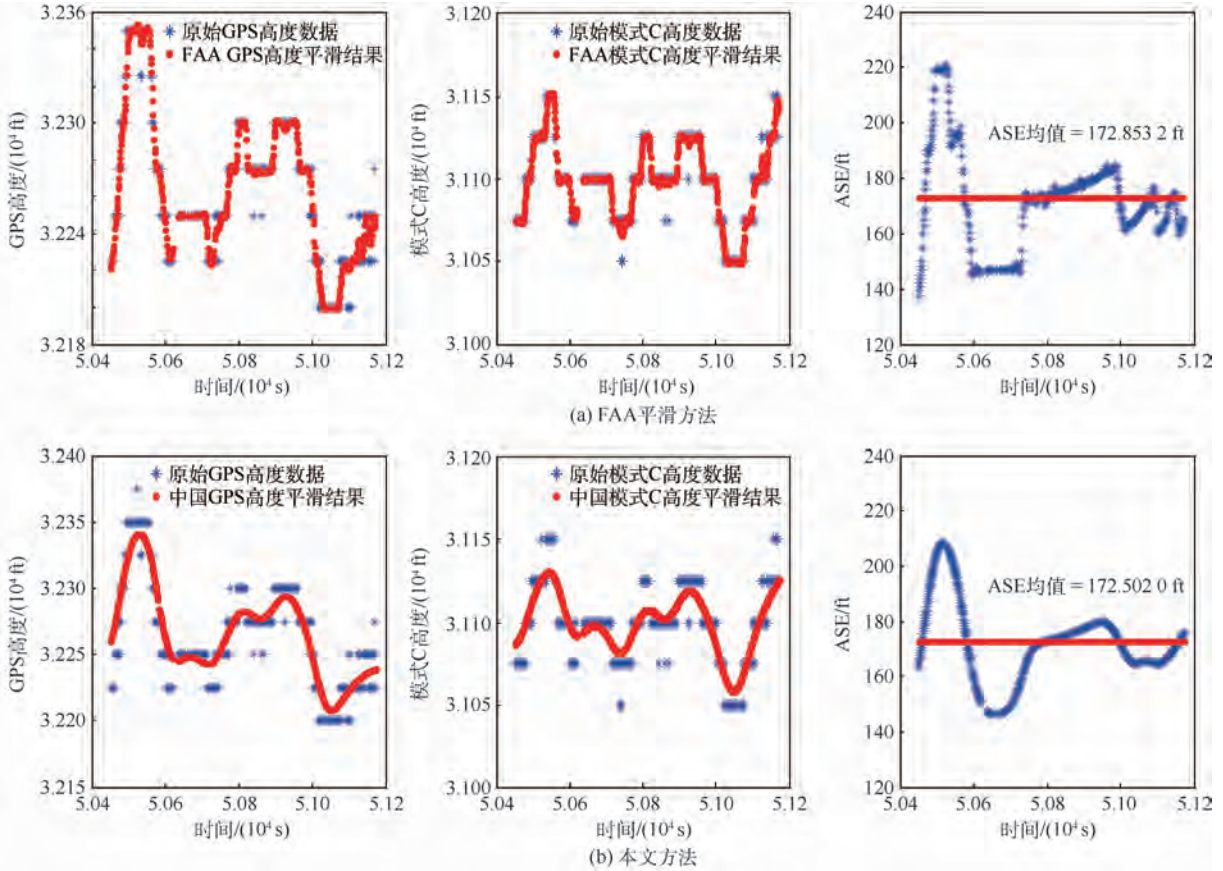 3.236
3.230
3.224
3.218
GPS高度/(10⁴ ft)
原始GPS高度数据
FAA GPS高度平滑结果
5.04
5.06
5.08
5.10
5.12
时间/(10⁴ s)
3.120
3.115
3.110
3.105
3.100
模式C高度/(10⁴ ft)
原始模式C高度数据
FAA模式C高度平滑结果
5.04
5.06
5.08
5.10
5.12
时间/(10⁴ s)
240
220
200
180
160
140
120
ASE/ft
ASE均值 = 172.853 2 ft
5.04
5.06
5.08
5.10
5.12
时间/(10⁴ s)
(a) FAA平滑方法
3.240
3.235
3.230
3.225
3.220
3.215
GPS高度/(10⁴ ft)
原始GPS高度数据
中国GPS高度平滑结果
5.04
5.06
5.08
5.10
5.12
时间/(10⁴ s)
3.120
3.115
3.110
3.105
3.100
模式C高度/(10⁴ ft)
原始模式C高度数据
中国模式C高度平滑结果
5.04
5.06
5.08
5.10
5.12
时间/(10⁴ s)
240
220
200
180
160
140
120
ASE/ft
ASE均值 = 172.502 0 ft
5.04
5.06
5.08
5.10
5.12
时间/(10⁴ s)
(b) 本文方法